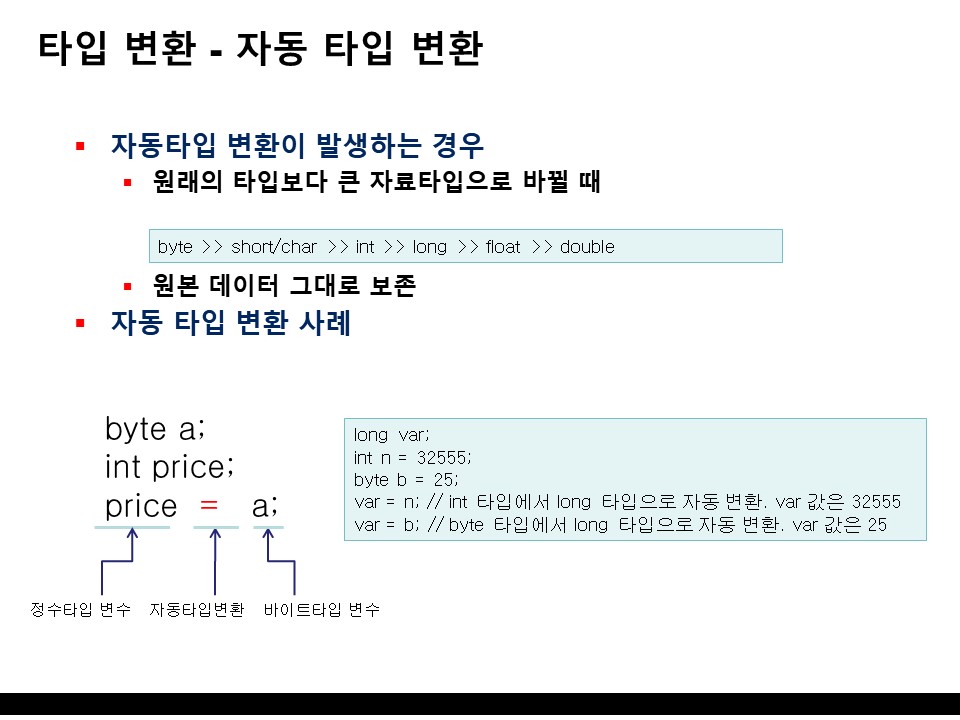 타입 변환 - 자동 타입 변환
자동타입 변환이 발생하는 경우
원래의 타입보다 큰 자료타입으로 바뀔 때
byte >> short/char >> int >> long >> float >> double
원본 데이터 그대로 보존
자동 타입 변환 사례
byte a;
int price;
price = a;
정수타입 변수 자동타입변환 바이트타입 변수
long var;
int n = 32555;
byte b = 25;
var = n; // int 타입에서 long 타입으로 자동 변환. var 값은 32555
var = b; // byte 타입에서 long 타입으로 자동 변환. var 값은 25